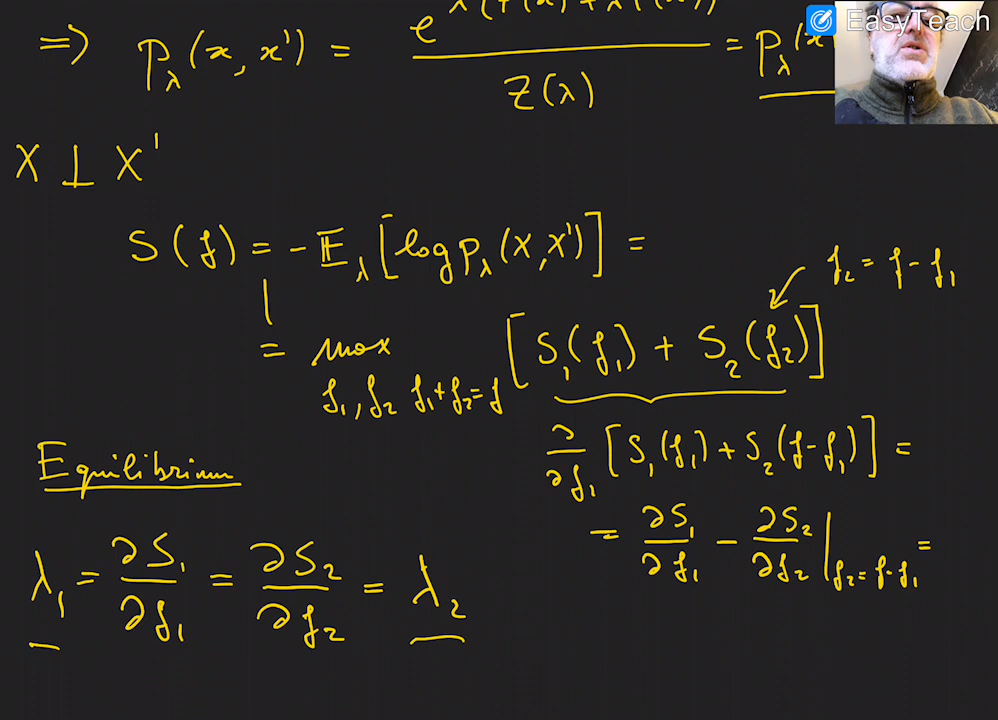 EasyTeach
=> p_λ(x, x') = e / Z(λ) = p_λ(x
X ⊥ X'
S(f) = - 𝔼_λ [log p_λ(X, X')] =
f_2 = f - f_1
= max_{f_1, f_2 f_1+f_2=f} [S_1(f_1) + S_2(f_2)]
∂/∂f_1 [S_1(f_1) + S_2(f-f_1)] =
Equilibrium
= ∂S_1/∂f_1 - ∂S_2/∂f_2 |_{f_2=f-f_1} =
λ_1 = ∂S_1/∂f_1 = ∂S_2/∂f_2 = λ_2